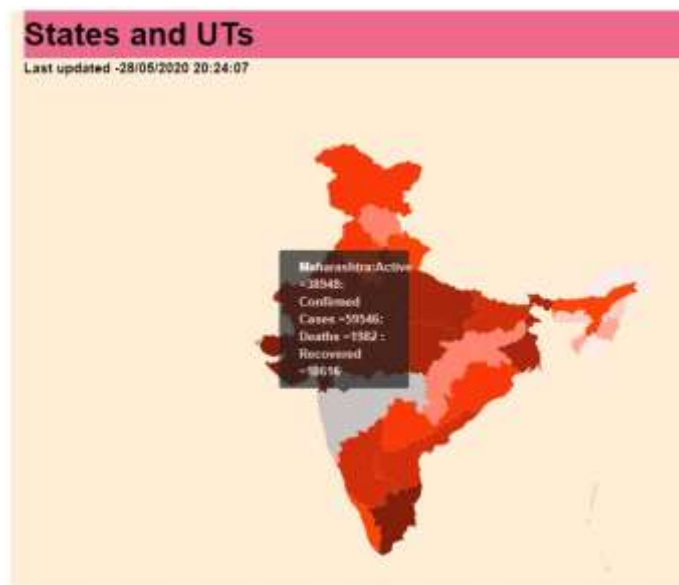 States and UTs
Last updated -28/05/2020 20:24:07
Maharashtra:Active
=38948:
Confirmed
Cases =59546:
Deaths =1982 :
Recovered
=18616